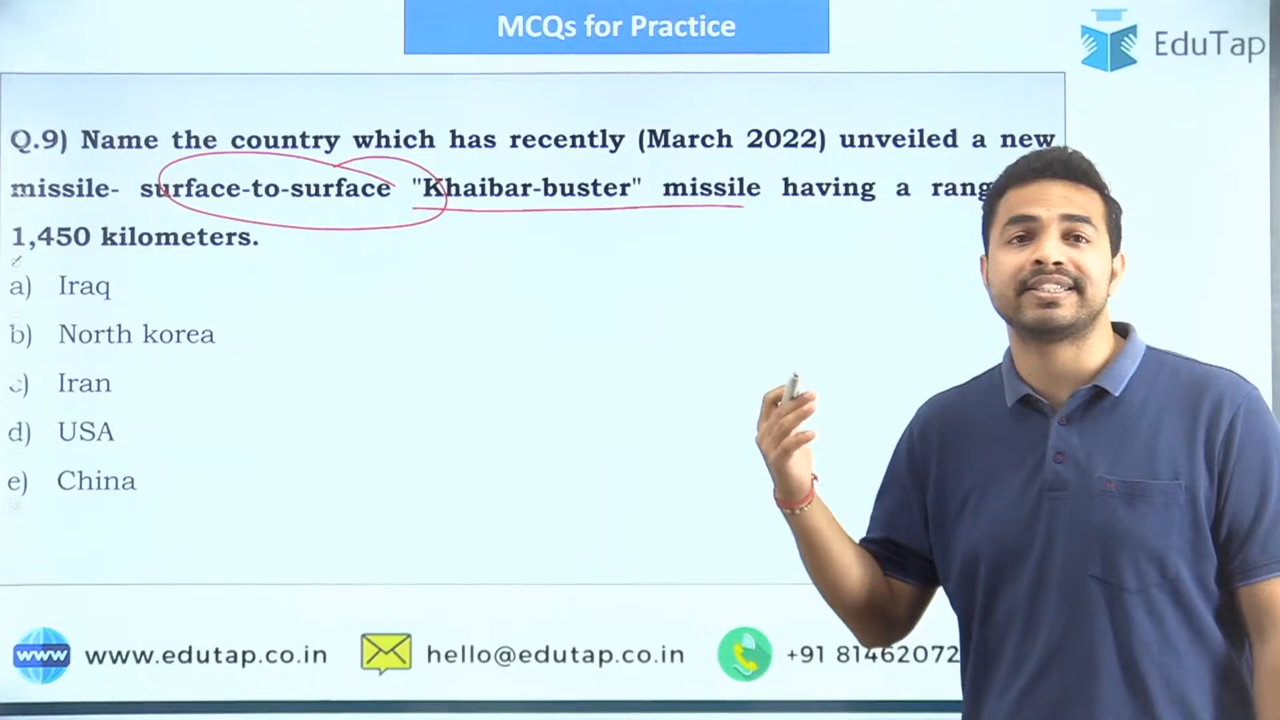 MCQs for Practice
EduTap
Q.9) Name the country which has recently (March 2022) unveiled a new
missile- surface-to-surface "Khaibar-buster" missile having a
1,450 kilometers.
a) Iraq
b) North korea
c) Iran
d) USA
e) China
www
www.edutap.co.in
hello@edutap.co.in
+91 81462072